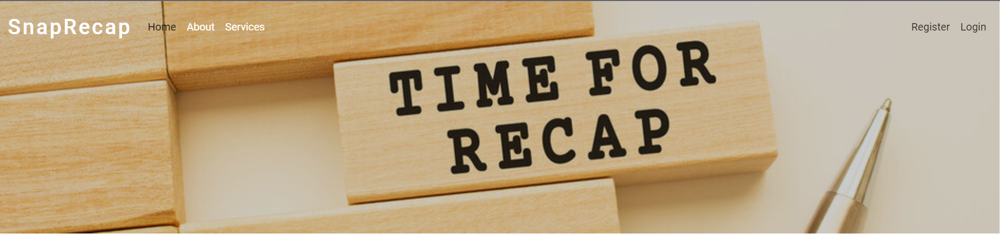 SnapRecap Home About Services Register Login
TIME FOR
RECAP